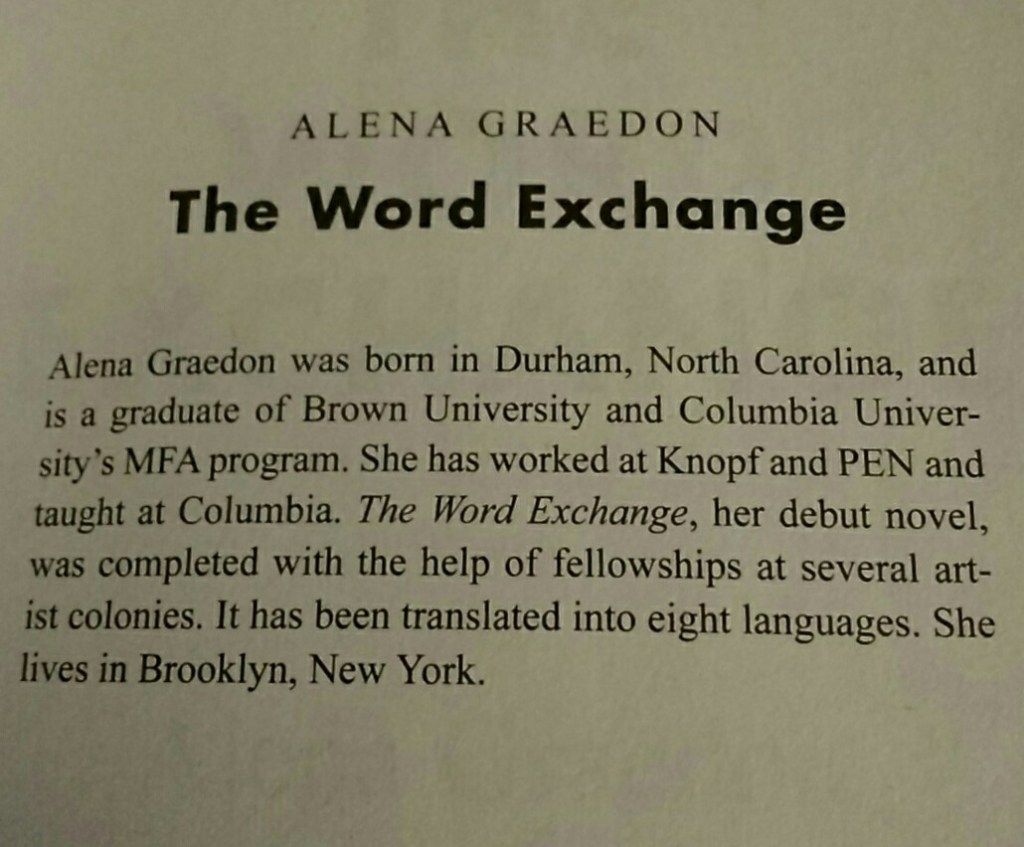 ALENA GRAEDON
The Word Exchange
Alena Graedon was born in Durham, North Carolina, and
is a graduate of Brown University and Columbia Univer-
sity's MFA program. She has worked at Knopf and PEN and
taught at Columbia. The Word Exchange, her debut novel,
was completed with the help of fellowships at several art-
ist colonies. It has been translated into eight languages. She
lives in Brooklyn, New York.